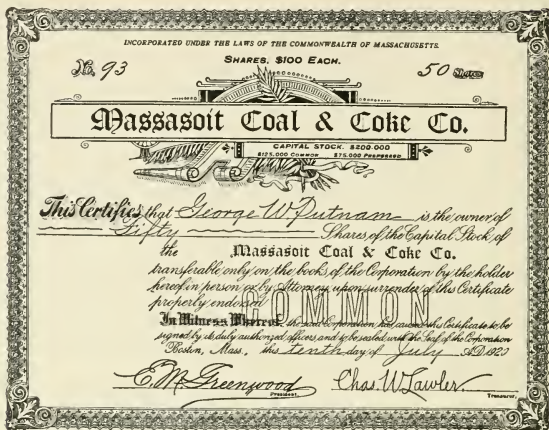 INCORPORATED UNDER THE LAWS OF THE COMMONWEALTH OF MASSACHUSETTS.
No. 93
SHARES, $100 EACH.
50 Shares
Massasoit Coal & Coke Co.
CAPITAL STOCK, $200.000
$125.000 COMMON $75.000 PREFERRED
This Certifies that George W Putnam is the owner of
Fifty Shares of the Capital Stock of
the Massasoit Coal & Coke Co.
transferable only on the books of the Corporation by the holder
hereof in person or by Attorney upon surrender of this Certificate
properly endorsed
COMMON
In Witness Whereof, the said Corporation has caused this Certificate to be
signed by its duly authorized officers and to be sealed with the Seal of the Corporation
Boston, Mass. this tenth day of July A.D. 1920
E. M. Greenwood Chas. W. Lawler
President. Treasurer.